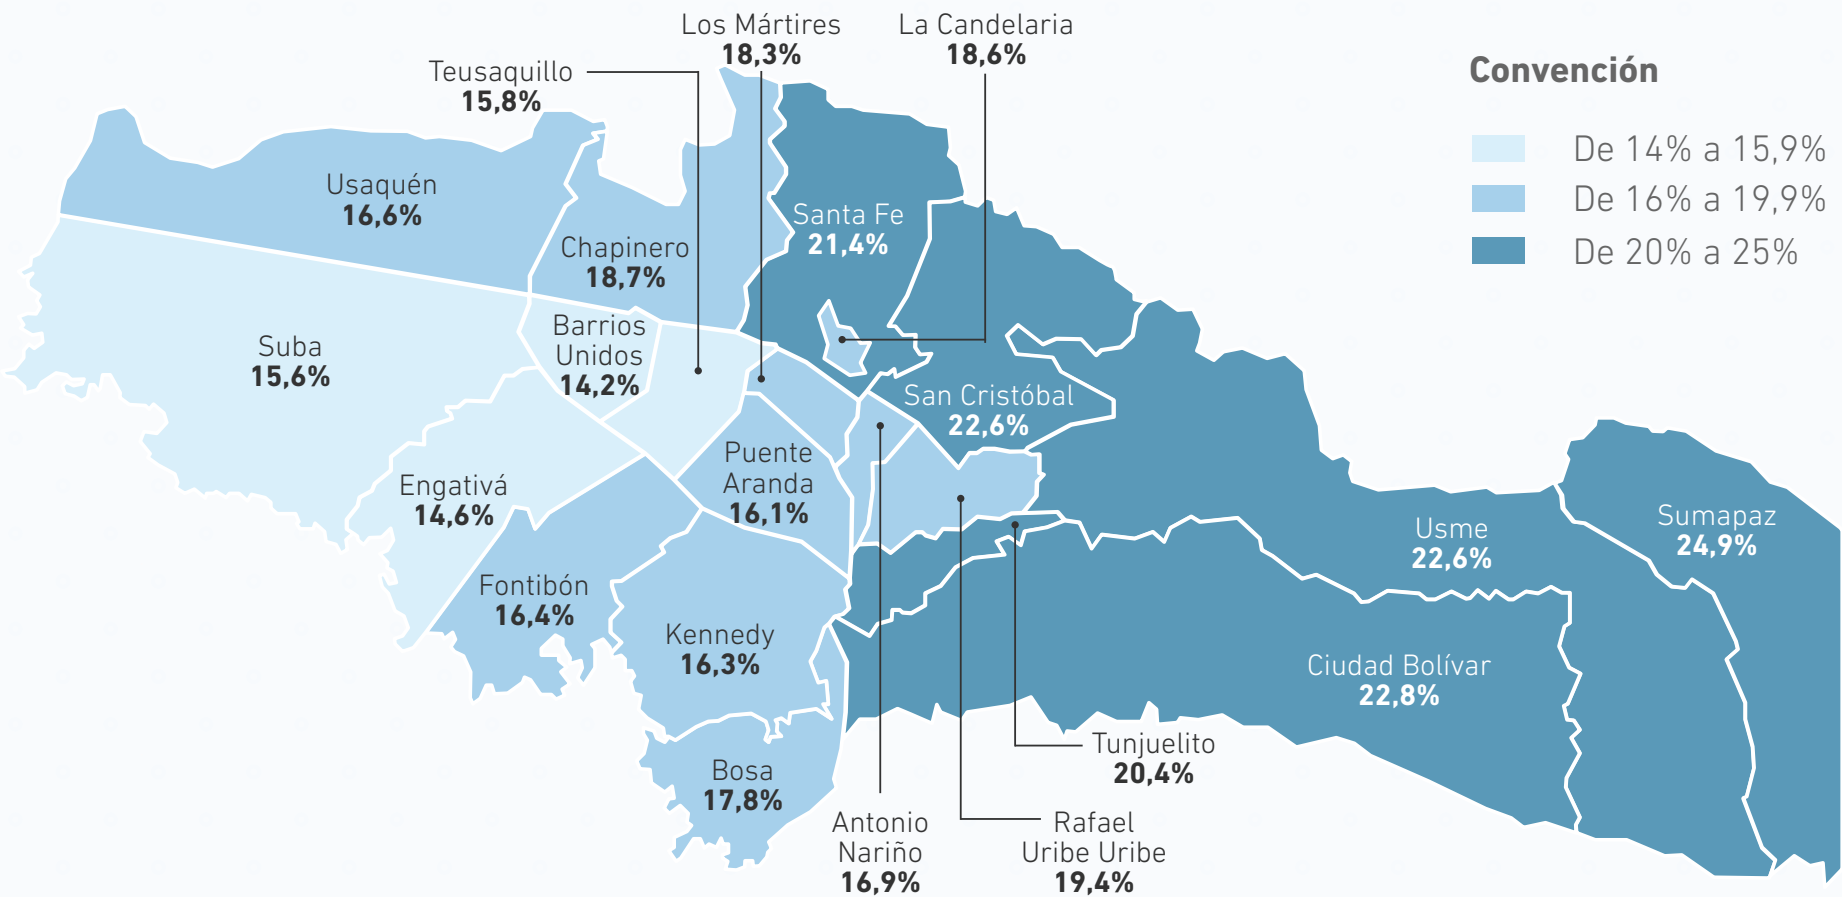 Los Mártires
18,3%
La Candelaria
18,6%
Teusaquillo
15,8%
Convención
De 14% a 15,9%
De 16% a 19,9%
De 20% a 25%
Usaquén
16,6%
Chapinero
18,7%
Santa Fe
21,4%
Suba
15,6%
Barrios
Unidos
14,2%
San Cristóbal
22,6%
Engativá
14,6%
Puente
Aranda
16,1%
Usme
22,6%
Sumapaz
24,9%
Fontibón
16,4%
Kennedy
16,3%
Ciudad Bolívar
22,8%
Bosa
17,8%
Tunjuelito
20,4%
Antonio
Nariño
16,9%
Rafael
Uribe Uribe
19,4%